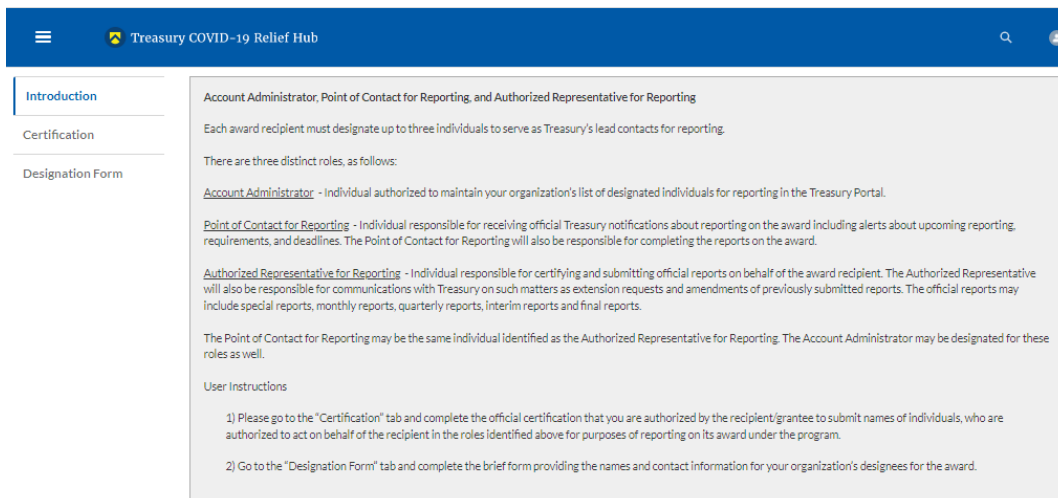 Treasury COVID-19 Relief Hub
Introduction
Certification
Designation Form
Account Administrator, Point of Contact for Reporting, and Authorized Representative for Reporting
Each award recipient must designate up to three individuals to serve as Treasury's lead contacts for reporting.
There are three distinct roles, as follows:
Account Administrator - Individual authorized to maintain your organization's list of designated individuals for reporting in the Treasury Portal.
Point of Contact for Reporting - Individual responsible for receiving official Treasury notifications about reporting on the award including alerts about upcoming reporting,
requirements, and deadlines. The Point of Contact for Reporting will also be responsible for completing the reports on the award.
Authorized Representative for Reporting - Individual responsible for certifying and submitting official reports on behalf of the award recipient. The Authorized Representative
will also be responsible for communications with Treasury on such matters as extension requests and amendments of previously submitted reports. The official reports may
include special reports, monthly reports, quarterly reports, interim reports and final reports.
The Point of Contact for Reporting may be the same individual identified as the Authorized Representative for Reporting. The Account Administrator may be designated for these
roles as well.
User Instructions
1) Please go to the "Certification" tab and complete the official certification that you are authorized by the recipient/grantee to submit names of individuals, who are
authorized to act on behalf of the recipient in the roles identified above for purposes of reporting on its award under the program.
2) Go to the "Designation Form" tab and complete the brief form providing the names and contact information for your organization's designees for the award.